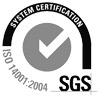 SYSTEM CERTIFICATION
ISO 14001:2004
SGS